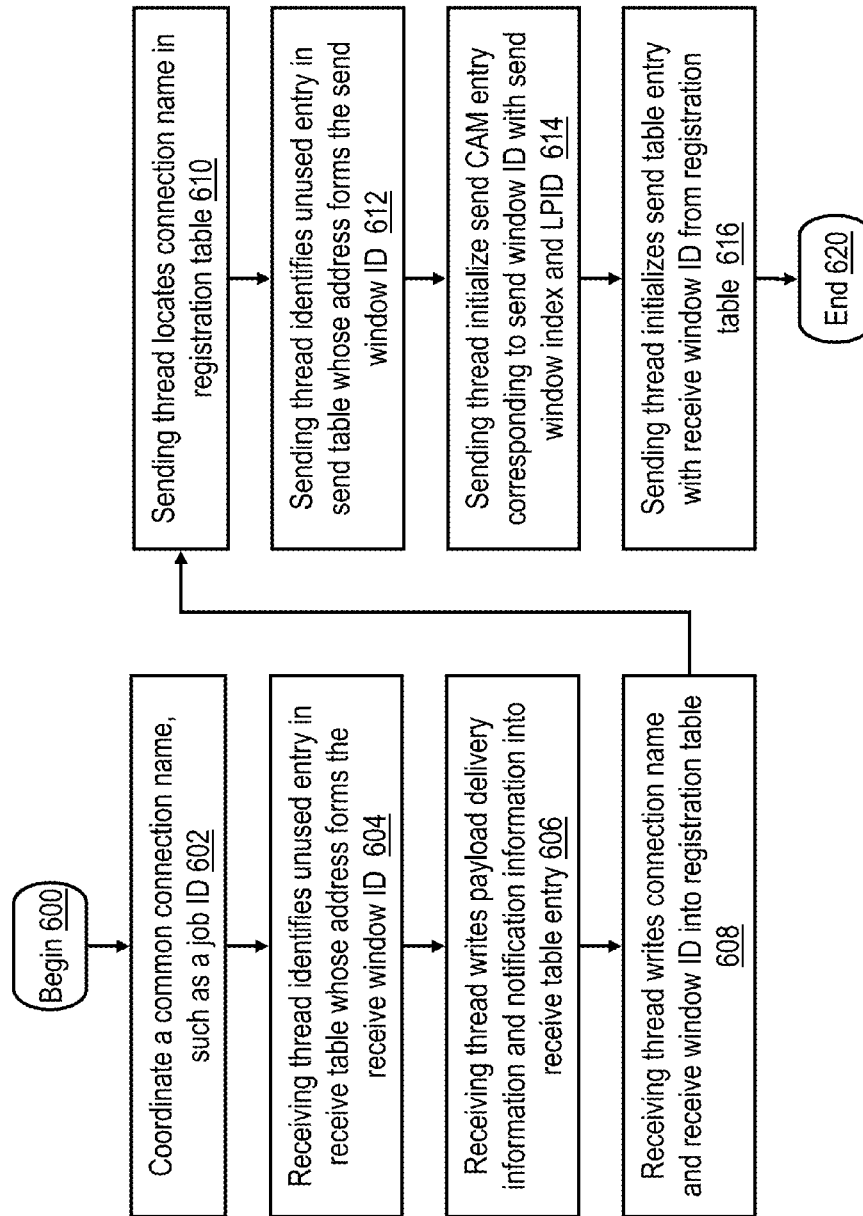 Begin 600
Coordinate a common connection name,
such as a job ID 602
Receiving thread identifies unused entry in
receive table whose address forms the
receive window ID 604
Receiving thread writes payload delivery
information and notification information into
receive table entry 606
Receiving thread writes connection name
and receive window ID into registration table
608
Sending thread locates connection name in
registration table 610
Sending thread identifies unused entry in
send table whose address forms the send
window ID 612
Sending thread initialize send CAM entry
corresponding to send window ID with send
window index and LPID 614
Sending thread initializes send table entry
with receive window ID from registration
table 616
End 620